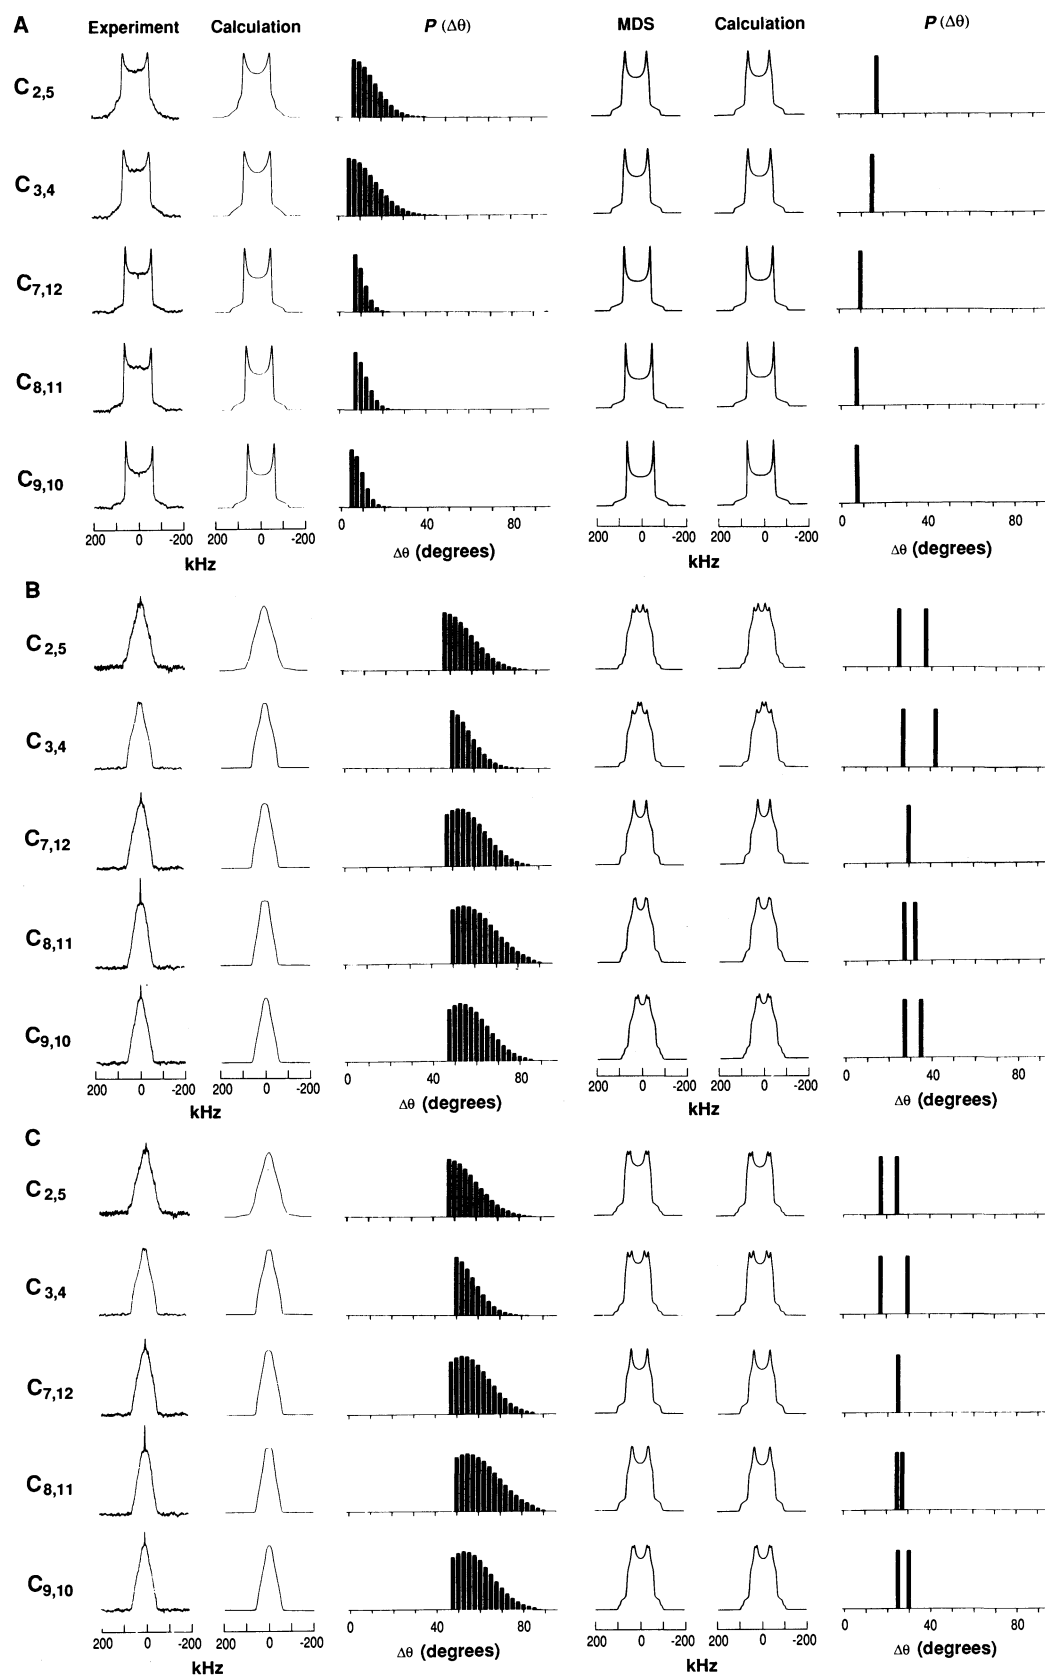 A
Experiment Calculation P (Δθ) MDS Calculation P (Δθ)
C2,5
C3,4
C7,12
C8,11
C9,10
200 0 -200 200 0 -200 0 40 80 200 0 -200 200 0 -200 0 40 80
kHz Δθ (degrees) kHz Δθ (degrees)
B
C2,5
C3,4
C7,12
C8,11
C9,10
200 0 -200 200 0 -200 0 40 80 200 0 -200 200 0 -200 0 40 80
kHz Δθ (degrees) kHz Δθ (degrees)
C
C2,5
C3,4
C7,12
C8,11
C9,10
200 0 -200 200 0 -200 0 40 80 200 0 -200 200 0 -200 0 40 80
kHz Δθ (degrees) kHz Δθ (degrees)